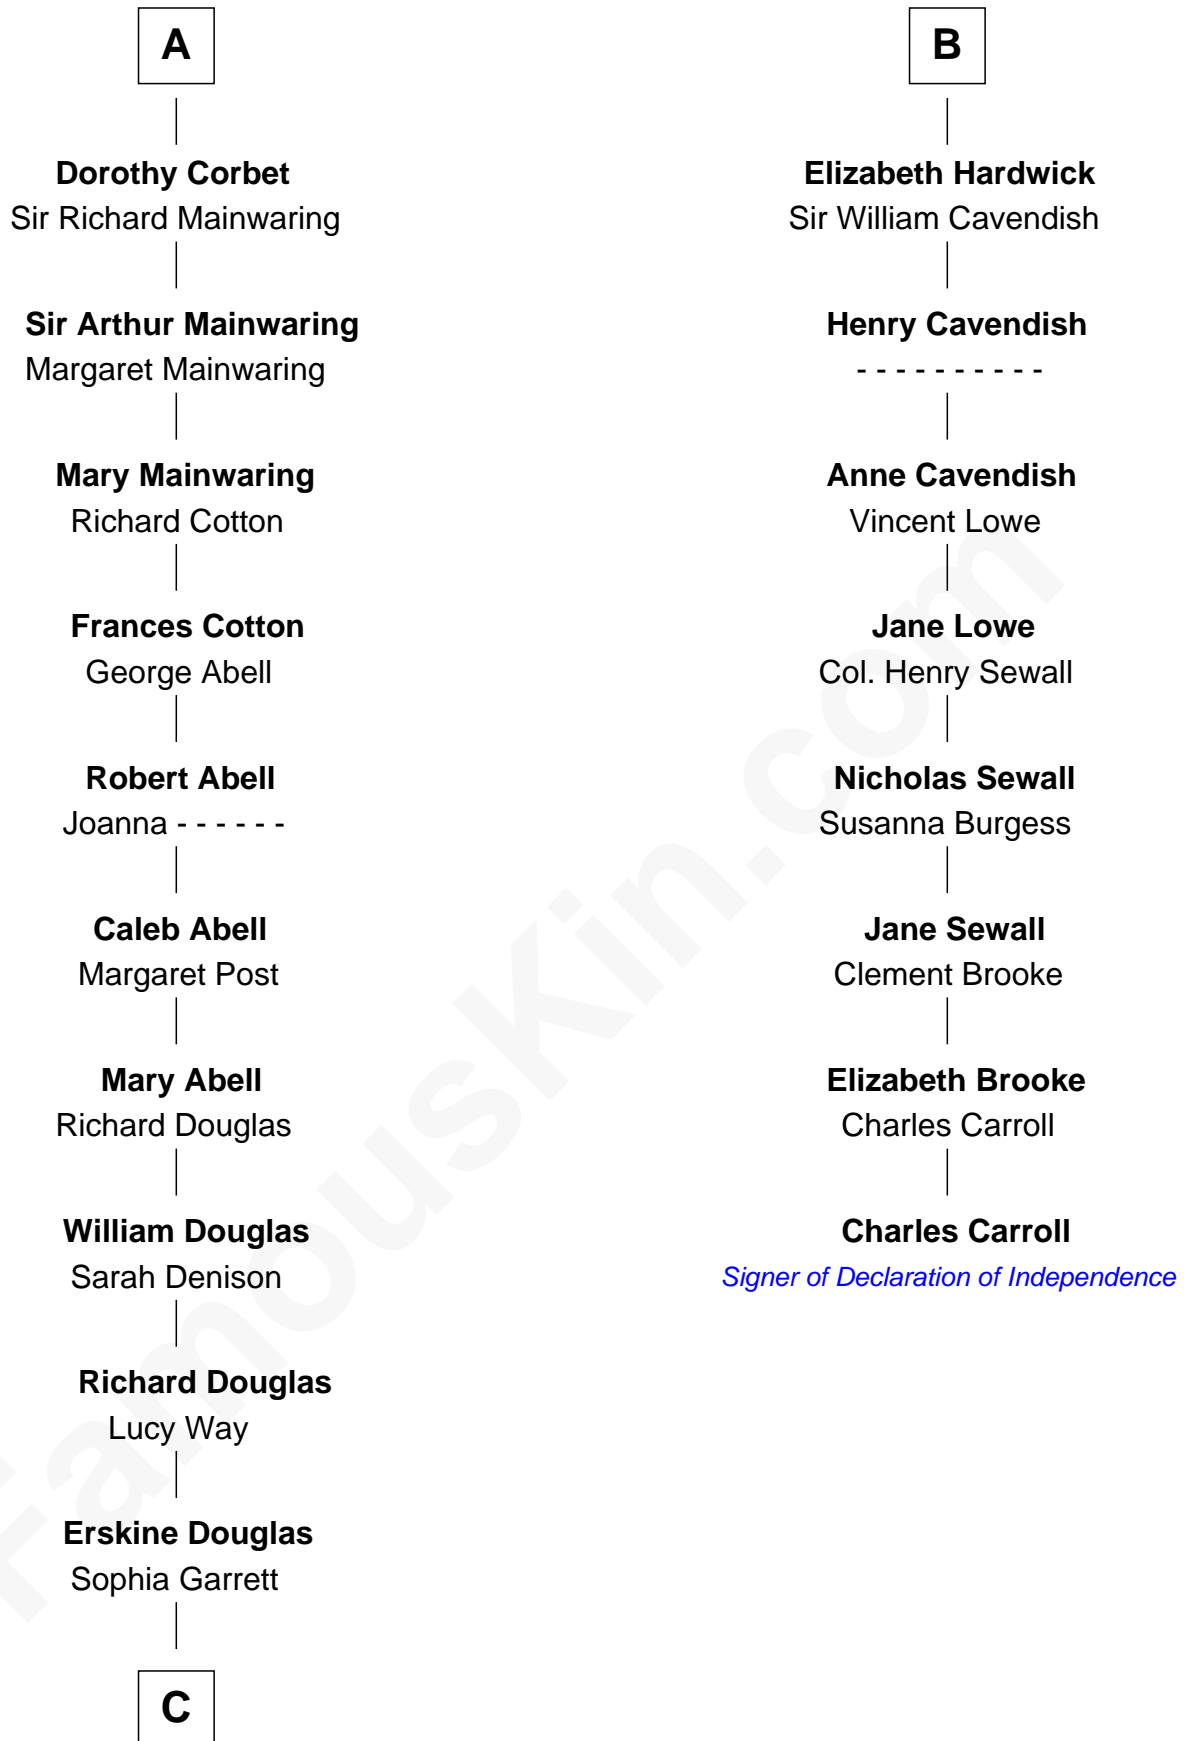 A
Dorothy Corbet
Sir Richard Mainwaring
Sir Arthur Mainwaring
Margaret Mainwaring
Mary Mainwaring
Richard Cotton
Frances Cotton
George Abell
Robert Abell
Joanna - - - - - -
Caleb Abell
Margaret Post
Mary Abell
Richard Douglas
William Douglas
Sarah Denison
Richard Douglas
Lucy Way
Erskine Douglas
Sophia Garrett
C
B
Elizabeth Hardwick
Sir William Cavendish
Henry Cavendish
- - - - - - - - - -
Anne Cavendish
Vincent Lowe
Jane Lowe
Col. Henry Sewall
Nicholas Sewall
Susanna Burgess
Jane Sewall
Clement Brooke
Elizabeth Brooke
Charles Carroll
Charles Carroll
Signer of Declaration of Independence
FamousKin.com